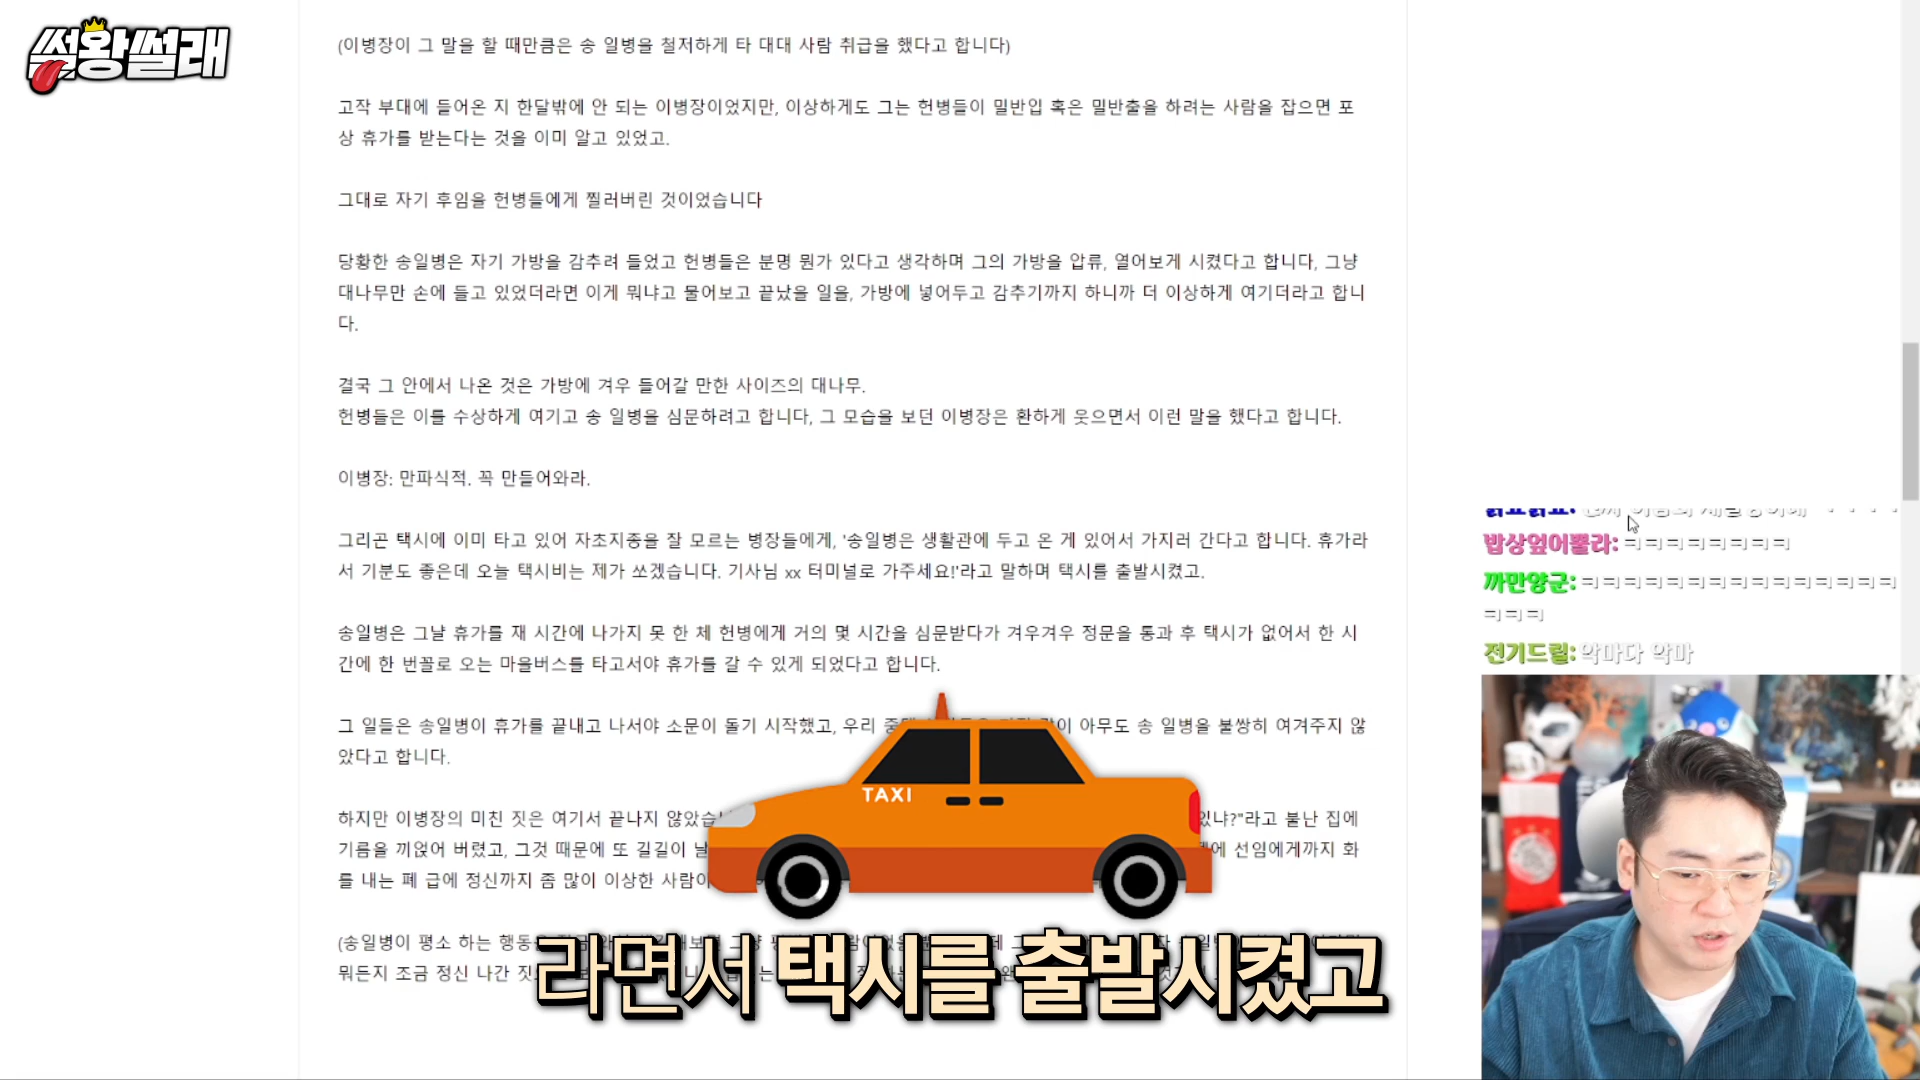 썰왕썰래
(이병장이 그 말을 할 때만큼은 송 일병을 철저하게 타 대대 사람 취급을 했다고 합니다)
고작 부대에 들어온 지 한달밖에 안 되는 이병장이었지만, 이상하게도 그는 헌병들이 밀반입 혹은 밀반출을 하려는 사람을 잡으면 포
상 휴가를 받는다는 것을 이미 알고 있었고.
그대로 자기 후임을 헌병들에게 찔러버린 것이었습니다
당황한 송일병은 자기 가방을 감추려 들었고 헌병들은 분명 뭔가 있다고 생각하며 그의 가방을 압류, 열어보게 시켰다고 합니다, 그냥
대나무만 손에 들고 있었더라면 이게 뭐냐고 물어보고 끝났을 일을, 가방에 넣어두고 감추기까지 하니까 더 이상하게 여기더라고 합니
다.
결국 그 안에서 나온 것은 가방에 겨우 들어갈 만한 사이즈의 대나무.
헌병들은 이를 수상하게 여기고 송 일병을 심문하려고 합니다, 그 모습을 보던 이병장은 환하게 웃으면서 이런 말을 했다고 합니다.
이병장: 만파식적. 꼭 만들어와라.
그리곤 택시에 이미 타고 있어 자초지종을 잘 모르는 병장들에게, '송일병은 생활관에 두고 온 게 있어서 가지러 간다고 합니다. 휴가라
서 기분도 좋은데 오늘 택시비는 제가 쏘겠습니다. 기사님 xx 터미널로 가주세요!'라고 말하며 택시를 출발시켰고.
송일병은 그날 휴가를 재 시간에 나가지 못 한 체 헌병에게 거의 몇 시간을 심문받다가 겨우겨우 정문을 통과 후 택시가 없어서 한 시
간에 한 번꼴로 오는 마을버스를 타고서야 휴가를 갈 수 있게 되었다고 합니다.
그 일들은 송일병이 휴가를 끝내고 나서야 소문이 돌기 시작했고, 우리 아무도 송 일병을 불쌍히 여겨주지 않
았다고 합니다.
하지만 이병장의 미친 짓은 여기서 끝나지 않았습 있냐?"라고 불난 집에
기름을 끼얹어 버렸고, 그것 때문에 또 길길이 선임에게까지 화
를 내는 폐 급에 정신까지 좀 많이 이상한 사람이
(송일병이 평소 하는 행동
뭐든지 조금 정신 나간
TAXI
라면서 택시를 출발시켰고
밥상엎어뿔라: ㅋㅋㅋㅋㅋㅋㅋㅋ
까만양군: ㅋㅋㅋㅋㅋㅋㅋㅋㅋㅋㅋㅋㅋㅋㅋ
ㅋㅋㅋ
전기드릴: 악마다 악마